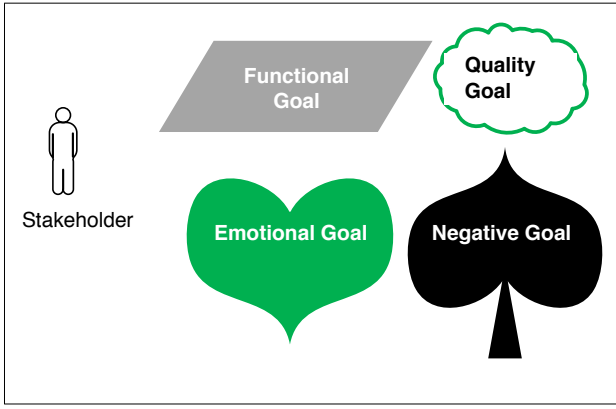 Functional
Goal
Quality
Goal
Stakeholder
Emotional Goal
Negative Goal